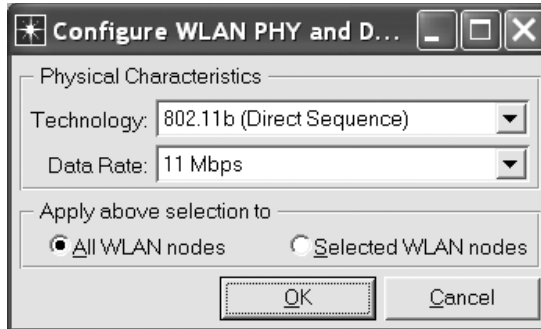 Configure WLAN PHY and D...
Physical Characteristics
Technology: 802.11b (Direct Sequence)
Data Rate: 11 Mbps
Apply above selection to
All WLAN nodes Selected WLAN nodes
OK Cancel